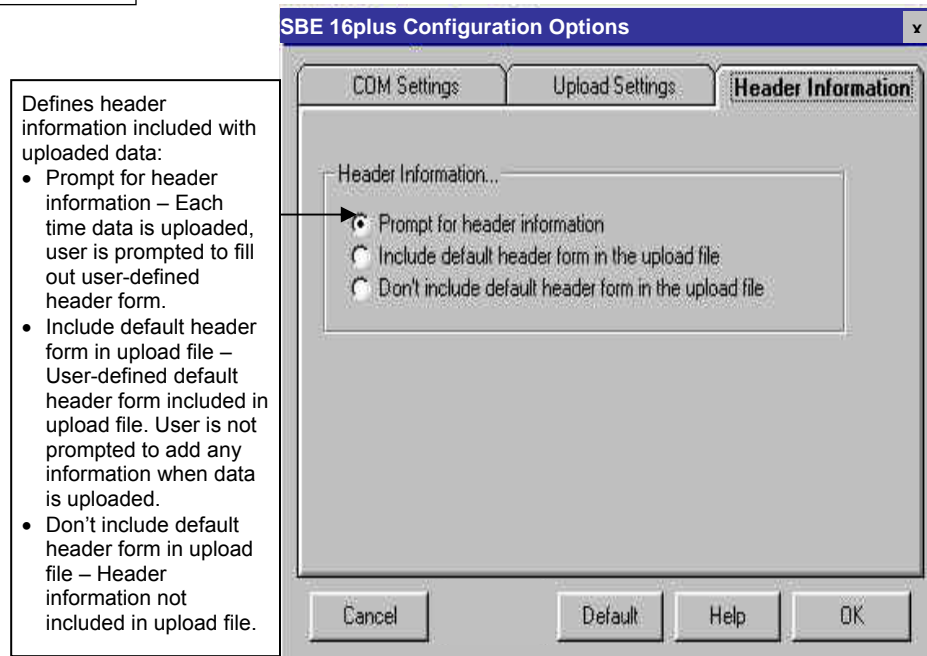 SBE 16plus Configuration Options
x
COM Settings
Upload Settings
Header Information
Defines header
information included with
uploaded data:
• Prompt for header
information – Each
time data is uploaded,
user is prompted to fill
out user-defined
header form.
• Include default header
form in upload file –
User-defined default
header form included in
upload file. User is not
prompted to add any
information when data
is uploaded.
• Don't include default
header form in upload
file – Header
information not
included in upload file.
Header Information...
Prompt for header information
Include default header form in the upload file
Don't include default header form in the upload file
Cancel
Default
Help
OK